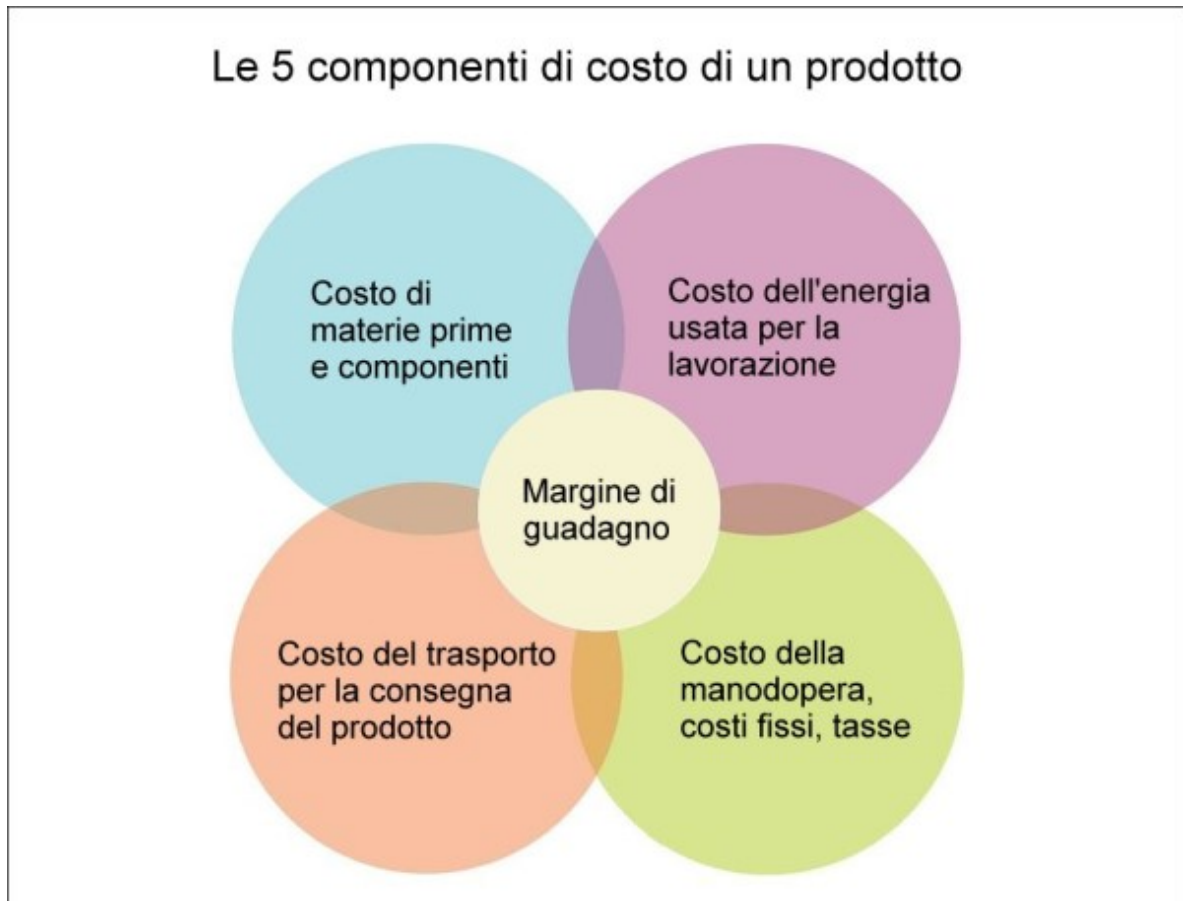 Le 5 componenti di costo di un prodotto
Costo di
materie prime
e componenti
Costo dell'energia
usata per la
lavorazione
Margine di
guadagno
Costo del trasporto
per la consegna
del prodotto
Costo della
manodopera,
costi fissi, tasse